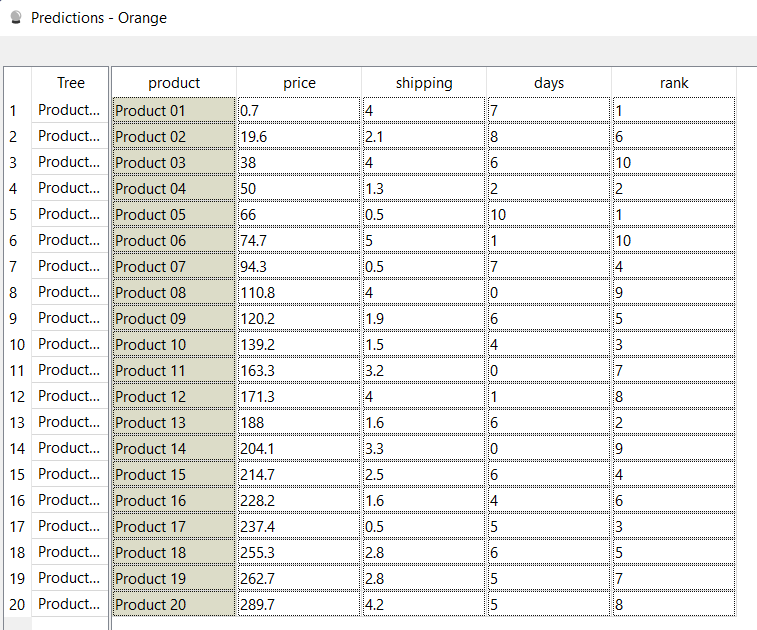 Predictions - Orange
Tree product price shipping days rank
1 Product... Product 01 0.7 4 7 1
2 Product... Product 02 19.6 2.1 8 6
3 Product... Product 03 38 4 6 10
4 Product... Product 04 50 1.3 2 2
5 Product... Product 05 66 0.5 10 1
6 Product... Product 06 74.7 5 1 10
7 Product... Product 07 94.3 0.5 7 4
8 Product... Product 08 110.8 4 0 9
9 Product... Product 09 120.2 1.9 6 5
10 Product... Product 10 139.2 1.5 4 3
11 Product... Product 11 163.3 3.2 0 7
12 Product... Product 12 171.3 4 1 8
13 Product... Product 13 188 1.6 6 2
14 Product... Product 14 204.1 3.3 0 9
15 Product... Product 15 214.7 2.5 6 4
16 Product... Product 16 228.2 1.6 4 6
17 Product... Product 17 237.4 0.5 5 3
18 Product... Product 18 255.3 2.8 6 5
19 Product... Product 19 262.7 2.8 5 7
20 Product... Product 20 289.7 4.2 5 8